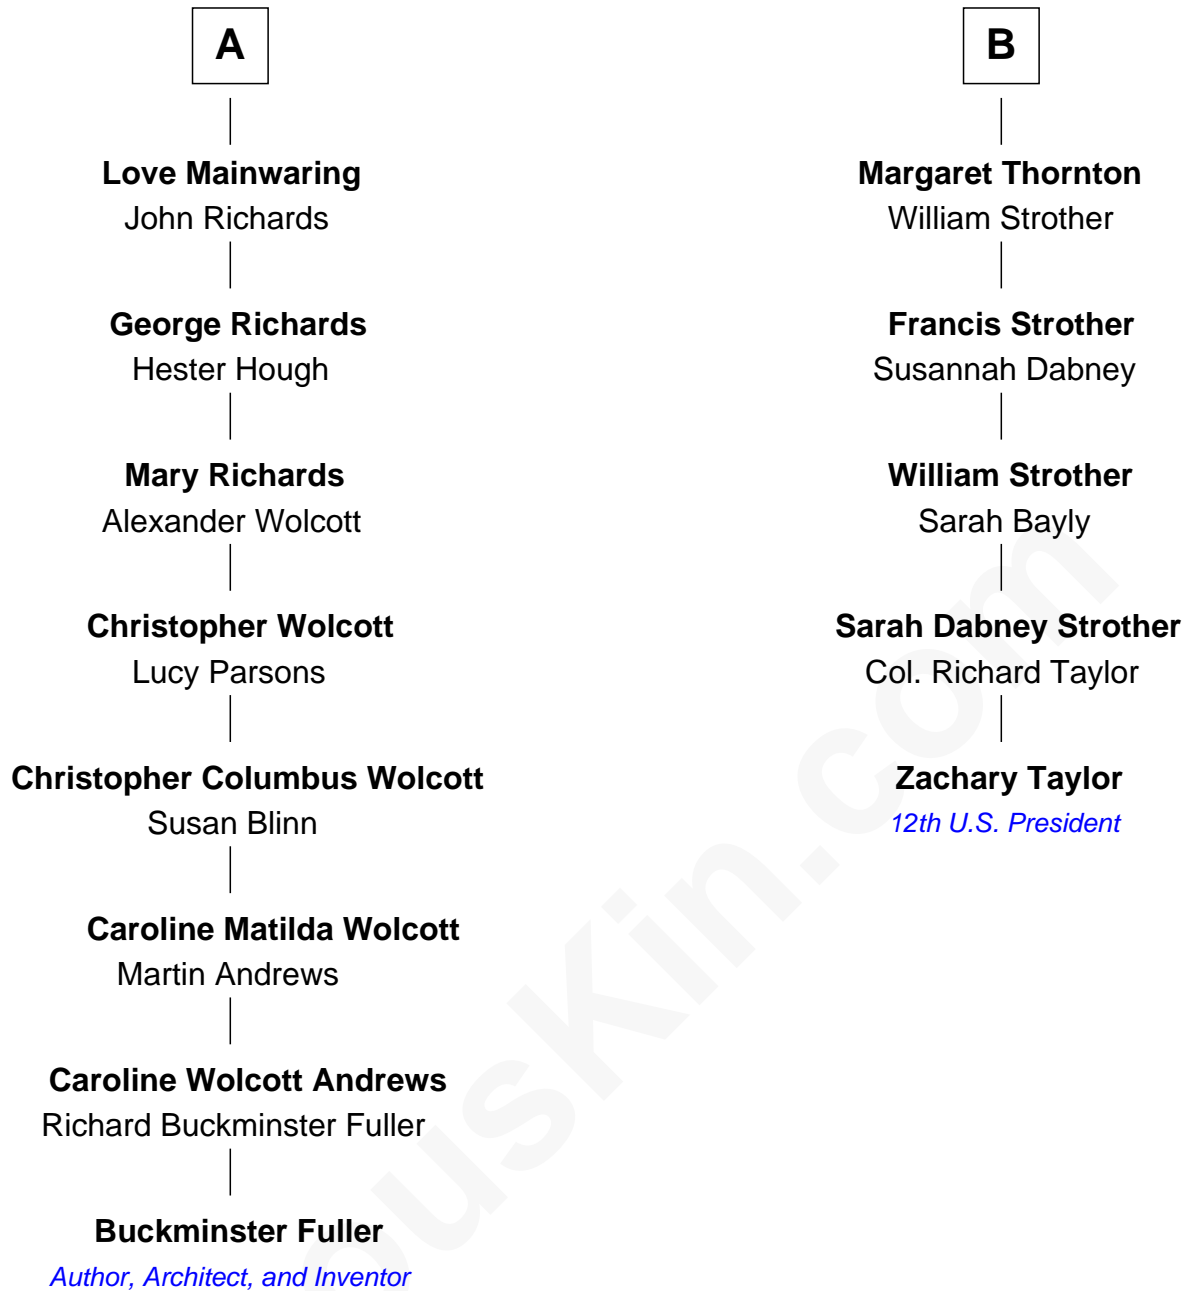 A
Love Mainwaring
John Richards
George Richards
Hester Hough
Mary Richards
Alexander Wolcott
Christopher Wolcott
Lucy Parsons
Christopher Columbus Wolcott
Susan Blinn
Caroline Matilda Wolcott
Martin Andrews
Caroline Wolcott Andrews
Richard Buckminster Fuller
Buckminster Fuller
Author, Architect, and Inventor
B
Margaret Thornton
William Strother
Francis Strother
Susannah Dabney
William Strother
Sarah Bayly
Sarah Dabney Strother
Col. Richard Taylor
Zachary Taylor
12th U.S. President
ousKin.com